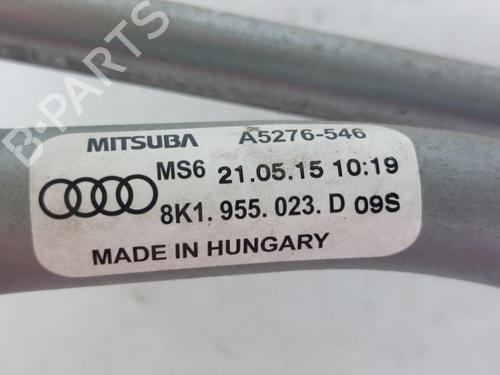 B-PARTS
MITSUBA A5276-546
MS6 21.05.15 10:19
8K1.955.023.D 09S
MADE IN HUNGARY